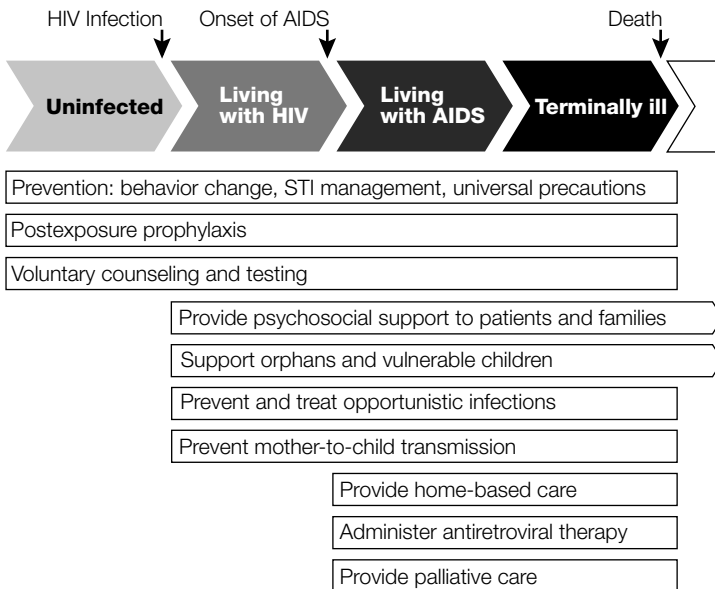 HIV Infection
Onset of AIDS
Death
Uninfected
Living
with HIV
Living
with AIDS
Terminally ill
Prevention: behavior change, STI management, universal precautions
Postexposure prophylaxis
Voluntary counseling and testing
Provide psychosocial support to patients and families
Support orphans and vulnerable children
Prevent and treat opportunistic infections
Prevent mother-to-child transmission
Provide home-based care
Administer antiretroviral therapy
Provide palliative care